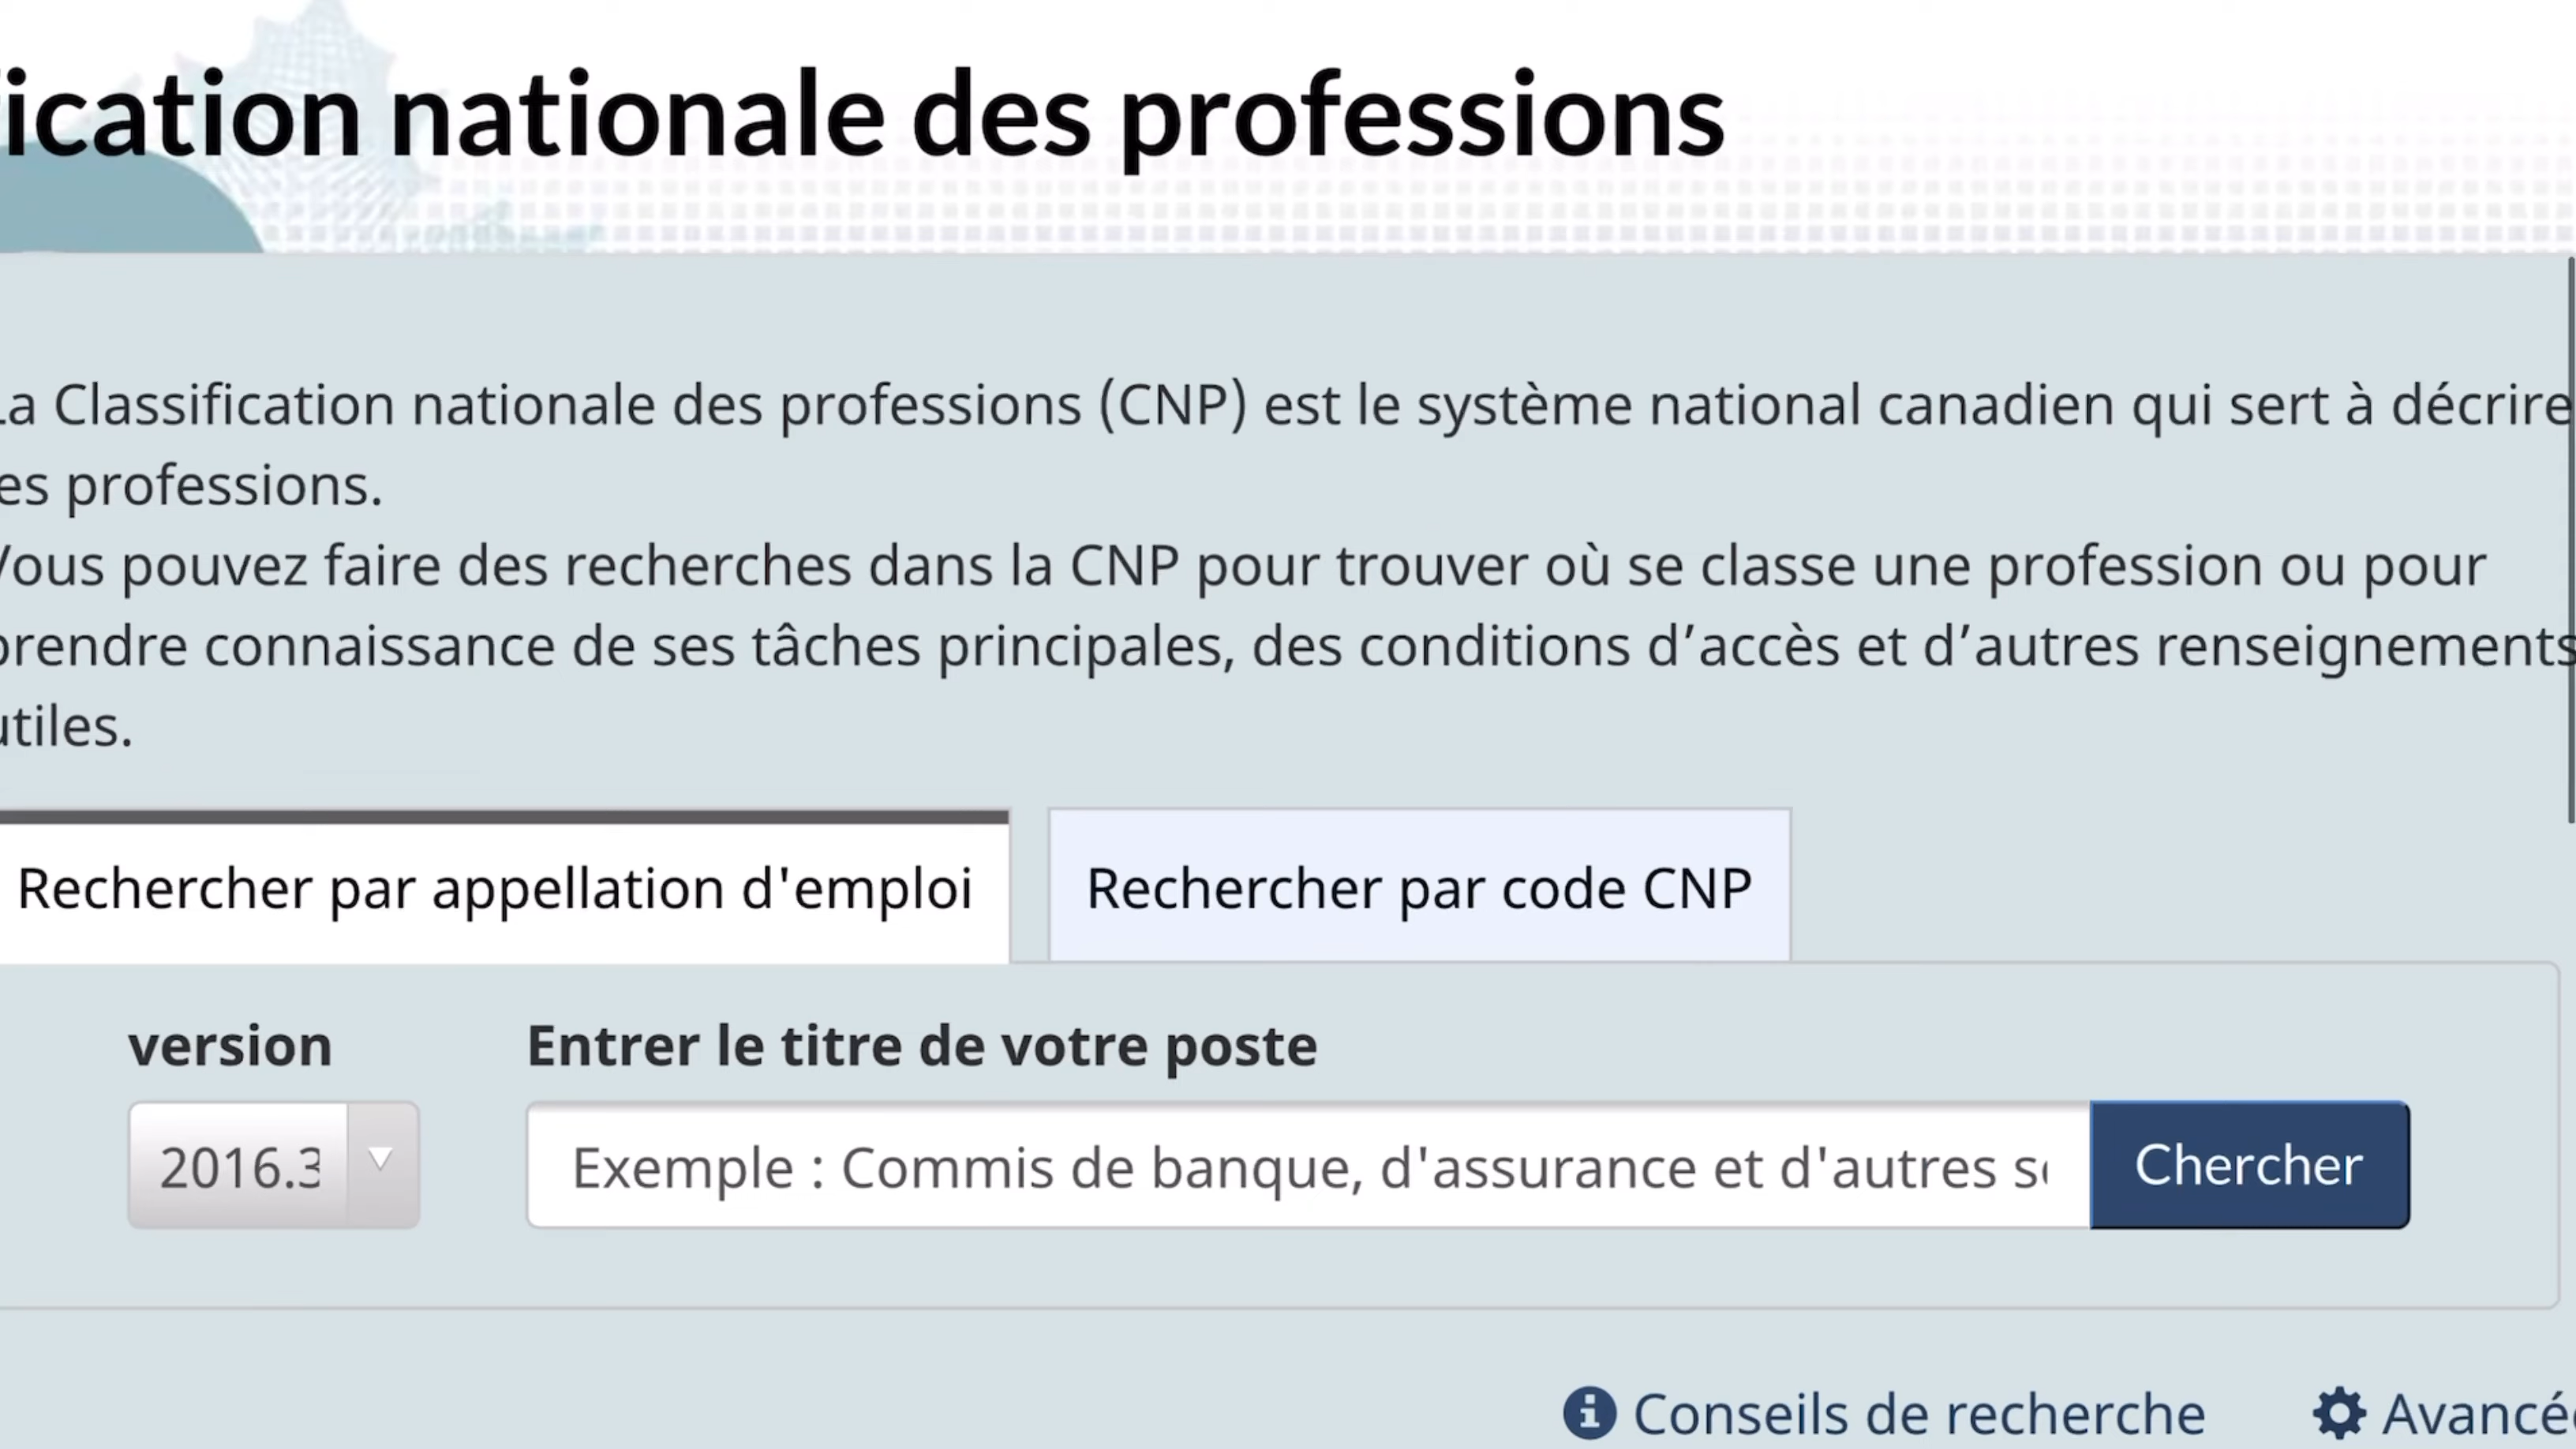 ication nationale des professions
La Classification nationale des professions (CNP) est le système national canadien qui sert à décrire
es professions.
Vous pouvez faire des recherches dans la CNP pour trouver où se classe une profession ou pour
prendre connaissance de ses tâches principales, des conditions d’accès et d’autres renseignements
utiles.
Rechercher par appellation d'emploi
Rechercher par code CNP
version
Entrer le titre de votre poste
2016.3
Exemple : Commis de banque, d'assurance et d'autres se
Chercher
Conseils de recherche
Avancé